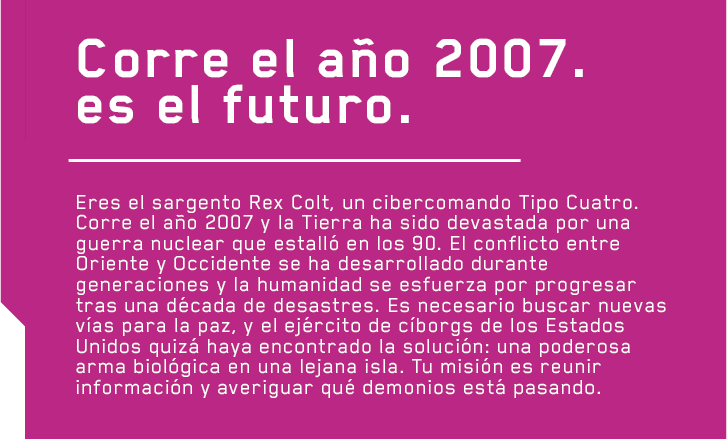 Corre el año 2007.
es el futuro.
Eres el sargento Rex Colt, un cibercomando Tipo Cuatro.
Corre el año 2007 y la Tierra ha sido devastada por una
guerra nuclear que estalló en los 90. El conflicto entre
Oriente y Occidente se ha desarrollado durante
generaciones y la humanidad se esfuerza por progresar
tras una década de desastres. Es necesario buscar nuevas
vías para la paz, y el ejército de cíborgs de los Estados
Unidos quizá haya encontrado la solución: una poderosa
arma biológica en una lejana isla. Tu misión es reunir
información y averiguar qué demonios está pasando.